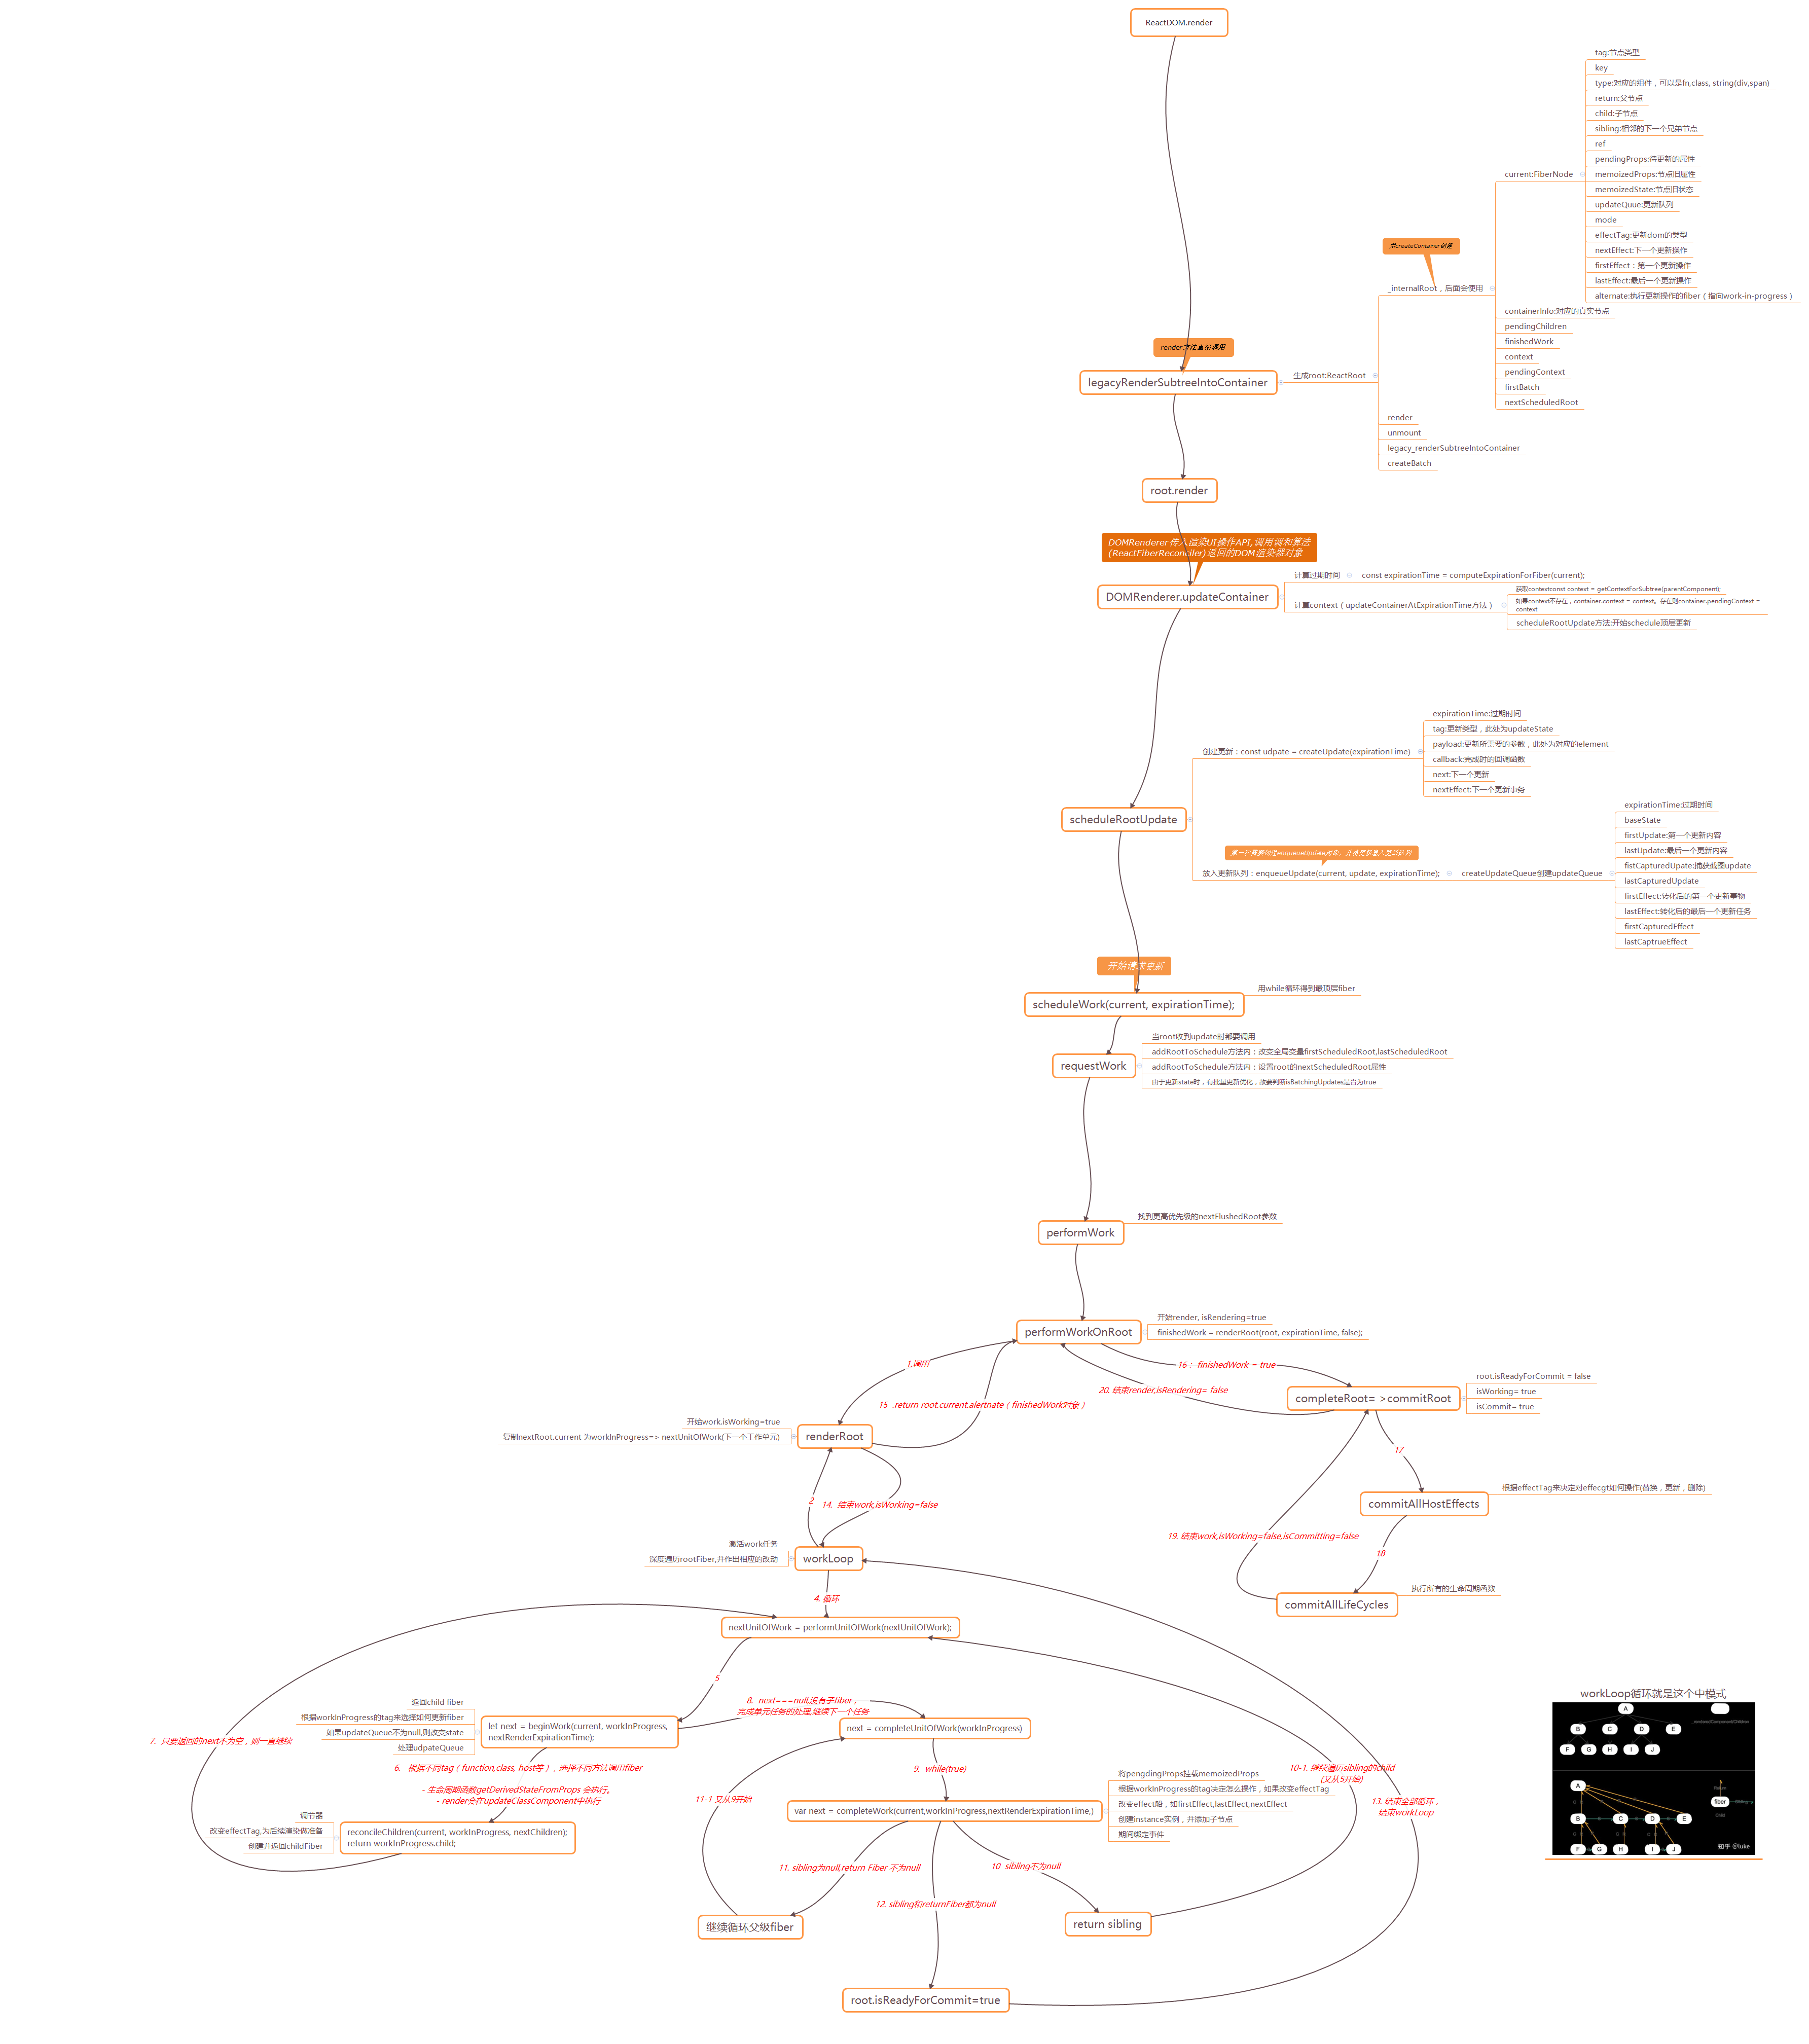 ReactDOM.render
tag:节点类型
key
type:对应的组件，可以是fn,class, string(div,span)
return:父节点
child:子节点
sibling:相邻的下一个兄弟节点
ref
pendingProps:待更新的属性
current:FiberNode
memoizedProps:节点旧属性
memoizedState:节点旧状态
updateQuue:更新队列
mode
effectTag:更新dom的类型
nextEffect:下一个更新操作
firstEffect：第一个更新操作
lastEffect:最后一个更新操作
alternate:执行更新操作的fiber（指向work-in-progress）
用createContainer创建
_internalRoot，后面会使用
containerInfo:对应的真实节点
pendingChildren
finishedWork
context
pendingContext
firstBatch
nextScheduledRoot
render方法直接调用
legacyRenderSubtreeIntoContainer
生成root:ReactRoot
render
unmount
legacy_renderSubtreeIntoContainer
createBatch
root.render
DOMRenderer传入渲染UI操作API,调用调和算法
(ReactFiberReconciler)返回的DOM渲染器对象
DOMRenderer.updateContainer
计算过期时间
const expirationTime = computeExpirationForFiber(current);
计算context（updateContainerAtExpirationTime方法）
获取contextconst context = getContextForSubtree(parentComponent);
如果context不存在，container.context = context。存在则container.pendingContext =
context
scheduleRootUpdate方法:开始schedule顶层更新
scheduleRootUpdate
创建更新：const udpate = createUpdate(expirationTime)
expirationTime:过期时间
tag:更新类型，此处为updateState
payload:更新所需要的参数，此处为对应的element
callback:完成时的回调函数
next:下一个更新
nextEffect:下一个更新事务
第一次需要创建enqueueUpdate对象，并将更新塞入更新队列
放入更新队列：enqueueUpdate(current, update, expirationTime);
createUpdateQueue创建updateQueue
expirationTime:过期时间
baseState
firstUpdate:第一个更新内容
lastUpdate:最后一个更新内容
fistCapturedUpate:捕获截图update
lastCapturedUpdate
firstEffect:转化后的第一个更新事物
lastEffect:转化后的最后一个更新任务
firstCapturedEffect
lastCaptrueEffect
开始请求更新
scheduleWork(current, expirationTime);
用while循环得到最顶层fiber
requestWork
当root收到update时都要调用
addRootToSchedule方法内：改变全局变量firstScheduledRoot,lastScheduledRoot
addRootToSchedule方法内：设置root的nextScheduledRoot属性
由于更新state时，有批量更新优化，故要判断isBatchingUpdates是否为true
performWork
找到更高优先级的nextFlushedRoot参数
performWorkOnRoot
开始render, isRendering=true
finishedWork = renderRoot(root, expirationTime, false);
1.调用
16： finishedWork = true
20. 结束render,isRendering= false
15 .return root.current.alertnate（finishedWork对象）
completeRoot= >commitRoot
root.isReadyForCommit = false
isWorking= true
isCommit= true
开始work.isWorking=true
复制nextRoot.current 为workInProgress=> nextUnitOfWork(下一个工作单元)
renderRoot
17
2
14. 结束work,isWorking=false
commitAllHostEffects
根据effectTag来决定对effecgt如何操作(替换，更新，删除)
19. 结束work,isWorking=false,isCommitting=false
18
激活work任务
深度遍历rootFiber,并作出相应的改动
workLoop
commitAllLifeCycles
执行所有的生命周期函数
4. 循环
nextUnitOfWork = performUnitOfWork(nextUnitOfWork);
5
返回child fiber
根据workInProgress的tag来选择如何更新fiber
如果updateQueue不为null,则改变state
处理udpateQueue
let next = beginWork(current, workInProgress,
nextRenderExpirationTime);
8. next===null,没有子fiber，
完成单元任务的处理,继续下一个任务
next = completeUnitOfWork(workInProgress)
7. 只要返回的next不为空，则一直继续
6. 根据不同tag（function,class, host等），选择不同方法调用fiber
- 生命周期函数getDerivedStateFromProps 会执行。
- render会在updateClassComponent中执行
9. while(true)
10-1. 继续遍历sibling的child
(又从5开始)
11-1 又从9开始
13. 结束全部循环，
结束workLoop
var next = completeWork(current,workInProgress,nextRenderExpirationTime,)
将pengdingProps挂载memoizedProps
根据workInProgress的tag决定怎么操作，如果改变effectTag
改变effect船，如firstEffect,lastEffect,nextEffect
创建instance实例，并添加子节点
期间绑定事件
调节器
改变effectTag,为后续渲染做准备
创建并返回childFiber
reconcileChildren(current, workInProgress, nextChildren);
return workInProgress.child;
11. sibling为null,return Fiber 不为null
10 sibling不为null
12. sibling和returnFiber都为null
继续循环父级fiber
return sibling
root.isReadyForCommit=true
workLoop循环就是这个中模式
A
B C D E
F G H I J
A
fiber
Child
B C D E
F G H I J
知乎 @luke